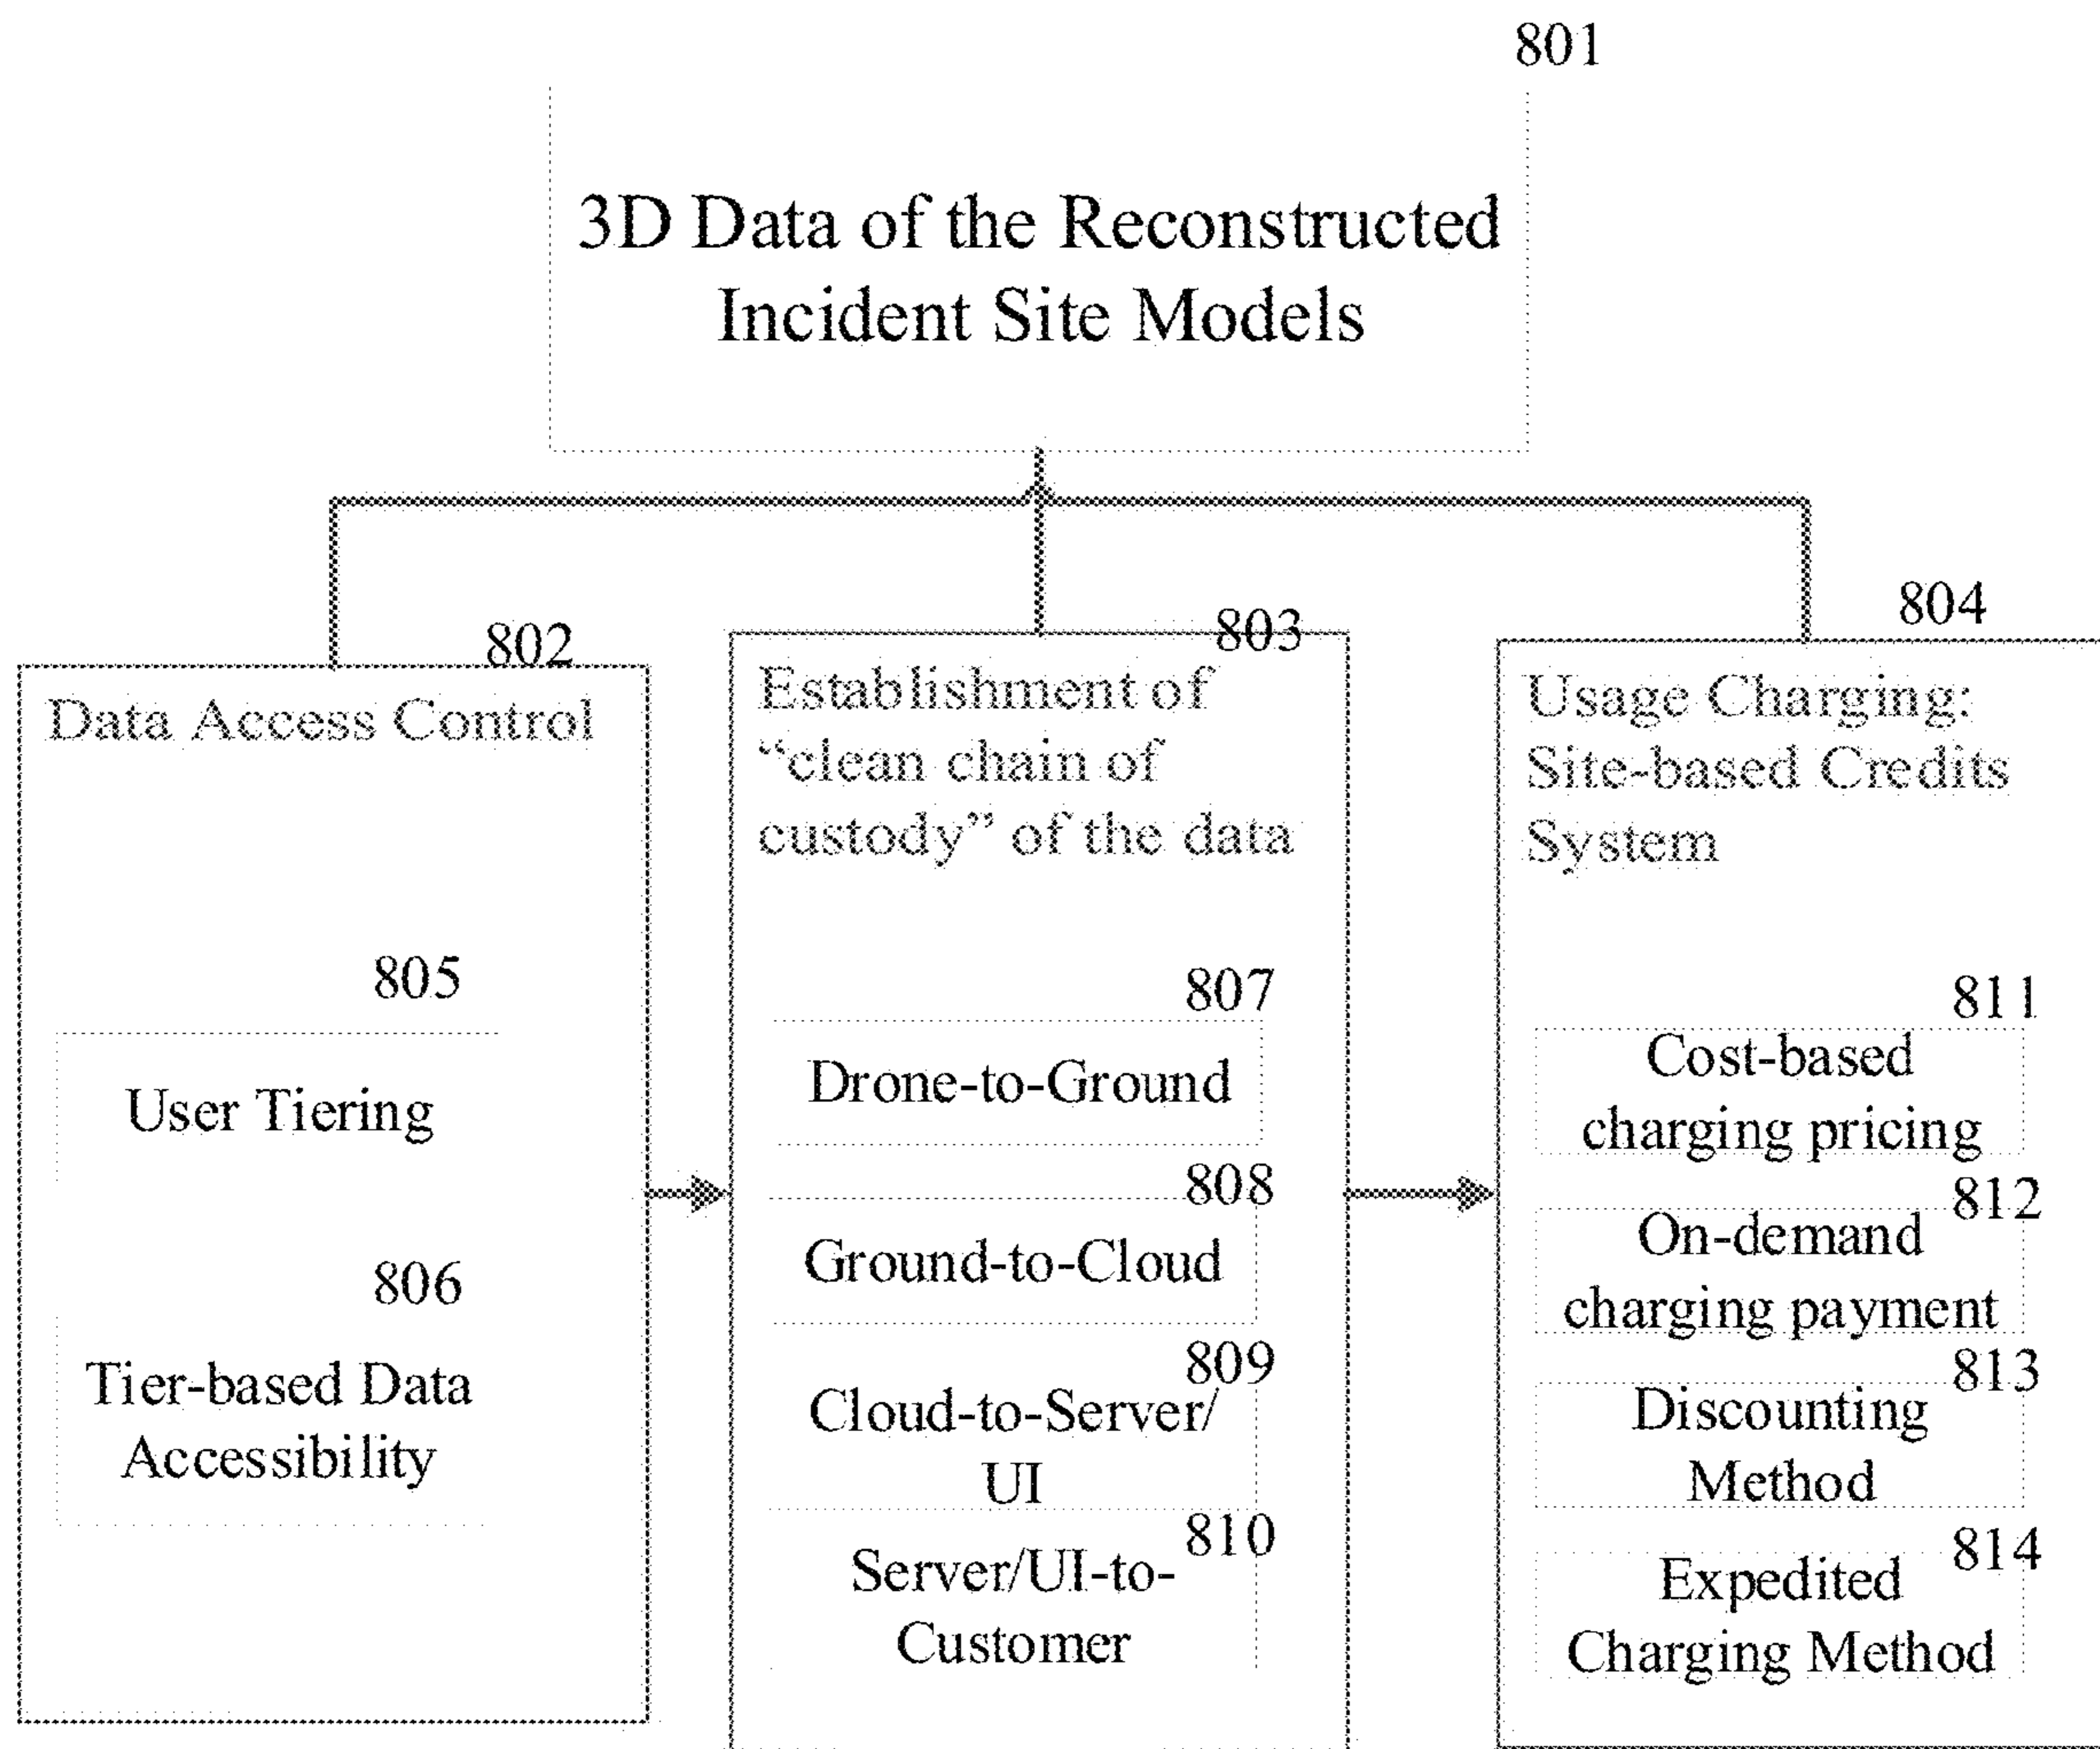 801
3D Data of the Reconstructed
Incident Site Models
802
Data Access Control
805
User Tiering
806
Tier-based Data
Accessibility
803
Establishment of
“clean chain of
custody” of the data
807
Drone-to-Ground
808
Ground-to-Cloud
809
Cloud-to-Server/
UI
810
Server/UI-to-
Customer
804
Usage Charging:
Site-based Credits
System
811
Cost-based
charging pricing
812
On-demand
charging payment
813
Discounting
Method
814
Expedited
Charging Method